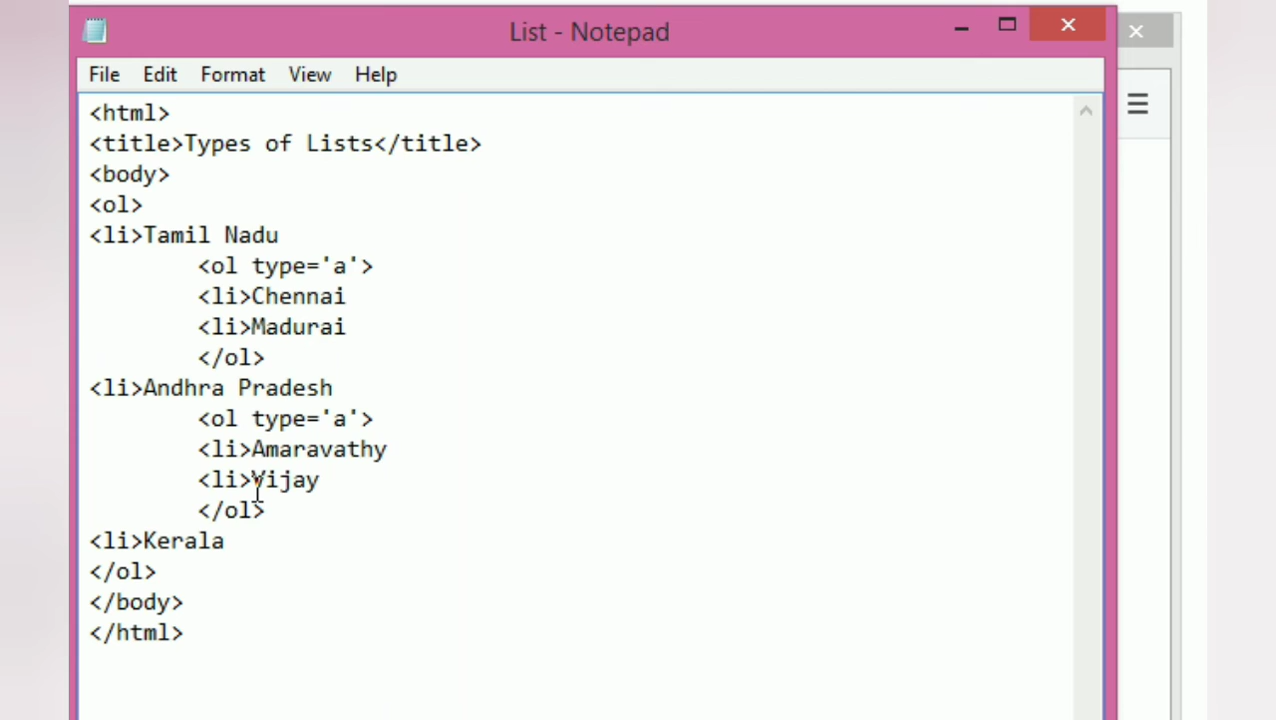 List - Notepad
File Edit Format View Help
<html>
<title>Types of Lists</title>
<body>
<ol>
<li>Tamil Nadu
<ol type='a'>
<li>Chennai
<li>Madurai
</ol>
<li>Andhra Pradesh
<ol type='a'>
<li>Amaravathy
<li>Vijay
</ol>
<li>Kerala
</ol>
</body>
</html>